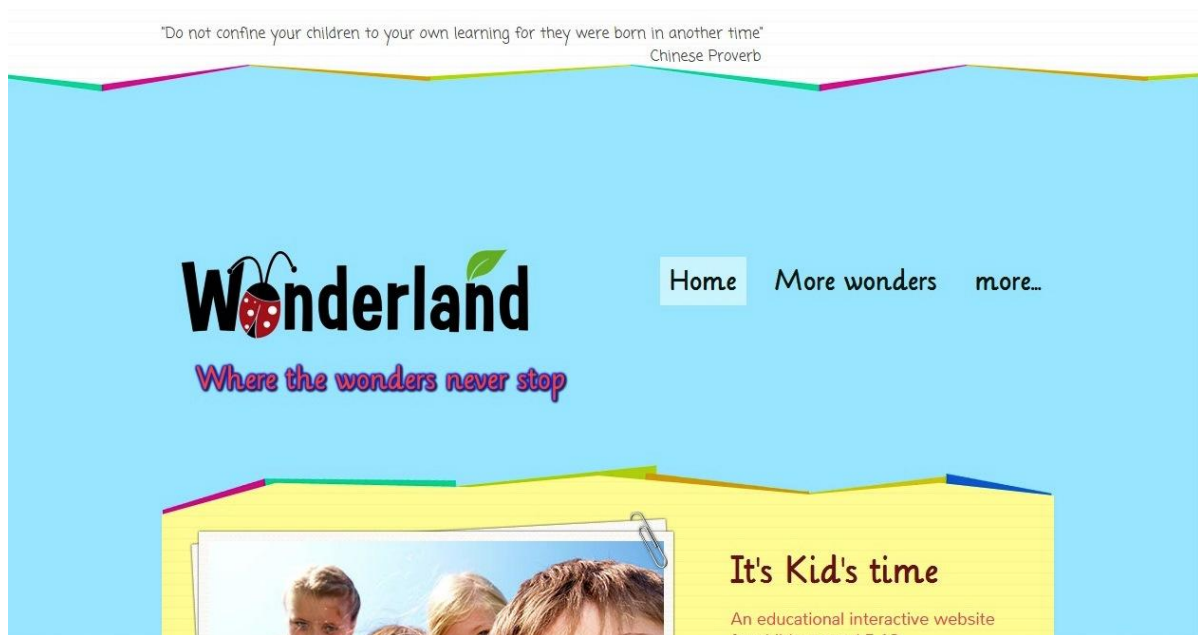 "Do not confine your children to your own learning for they were born in another time"
Chinese Proverb
Wonderland
Home More wonders more...
Where the wonders never stop
It's Kid's time
An educational interactive website